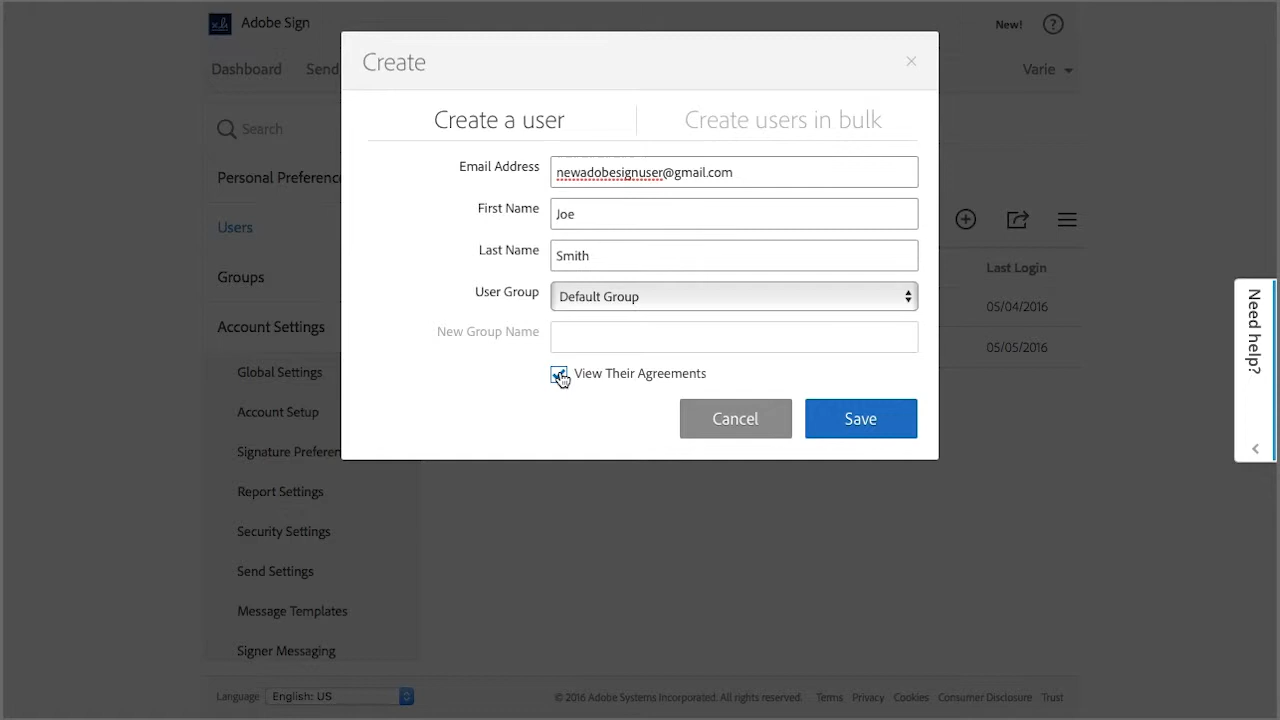 Adobe Sign
New!
?
Dashboard Send
Varie
Create
×
Create a user
Create users in bulk
Search
Email Address newadobesignuser@gmail.com
Personal Preferenc
First Name Joe
Users
Last Name Smith
Last Login
Groups
User Group Default Group
05/04/2016
Account Settings
New Group Name
05/05/2016
Need help?
Global Settings
View Their Agreements
Account Setup
Cancel
Save
Signature Preferen
Report Settings
Security Settings
Send Settings
Message Templates
Signer Messaging
Language English: US
© 2016 Adobe Systems Incorporated. All rights reserved. Terms Privacy Cookies Consumer Disclosure Trust